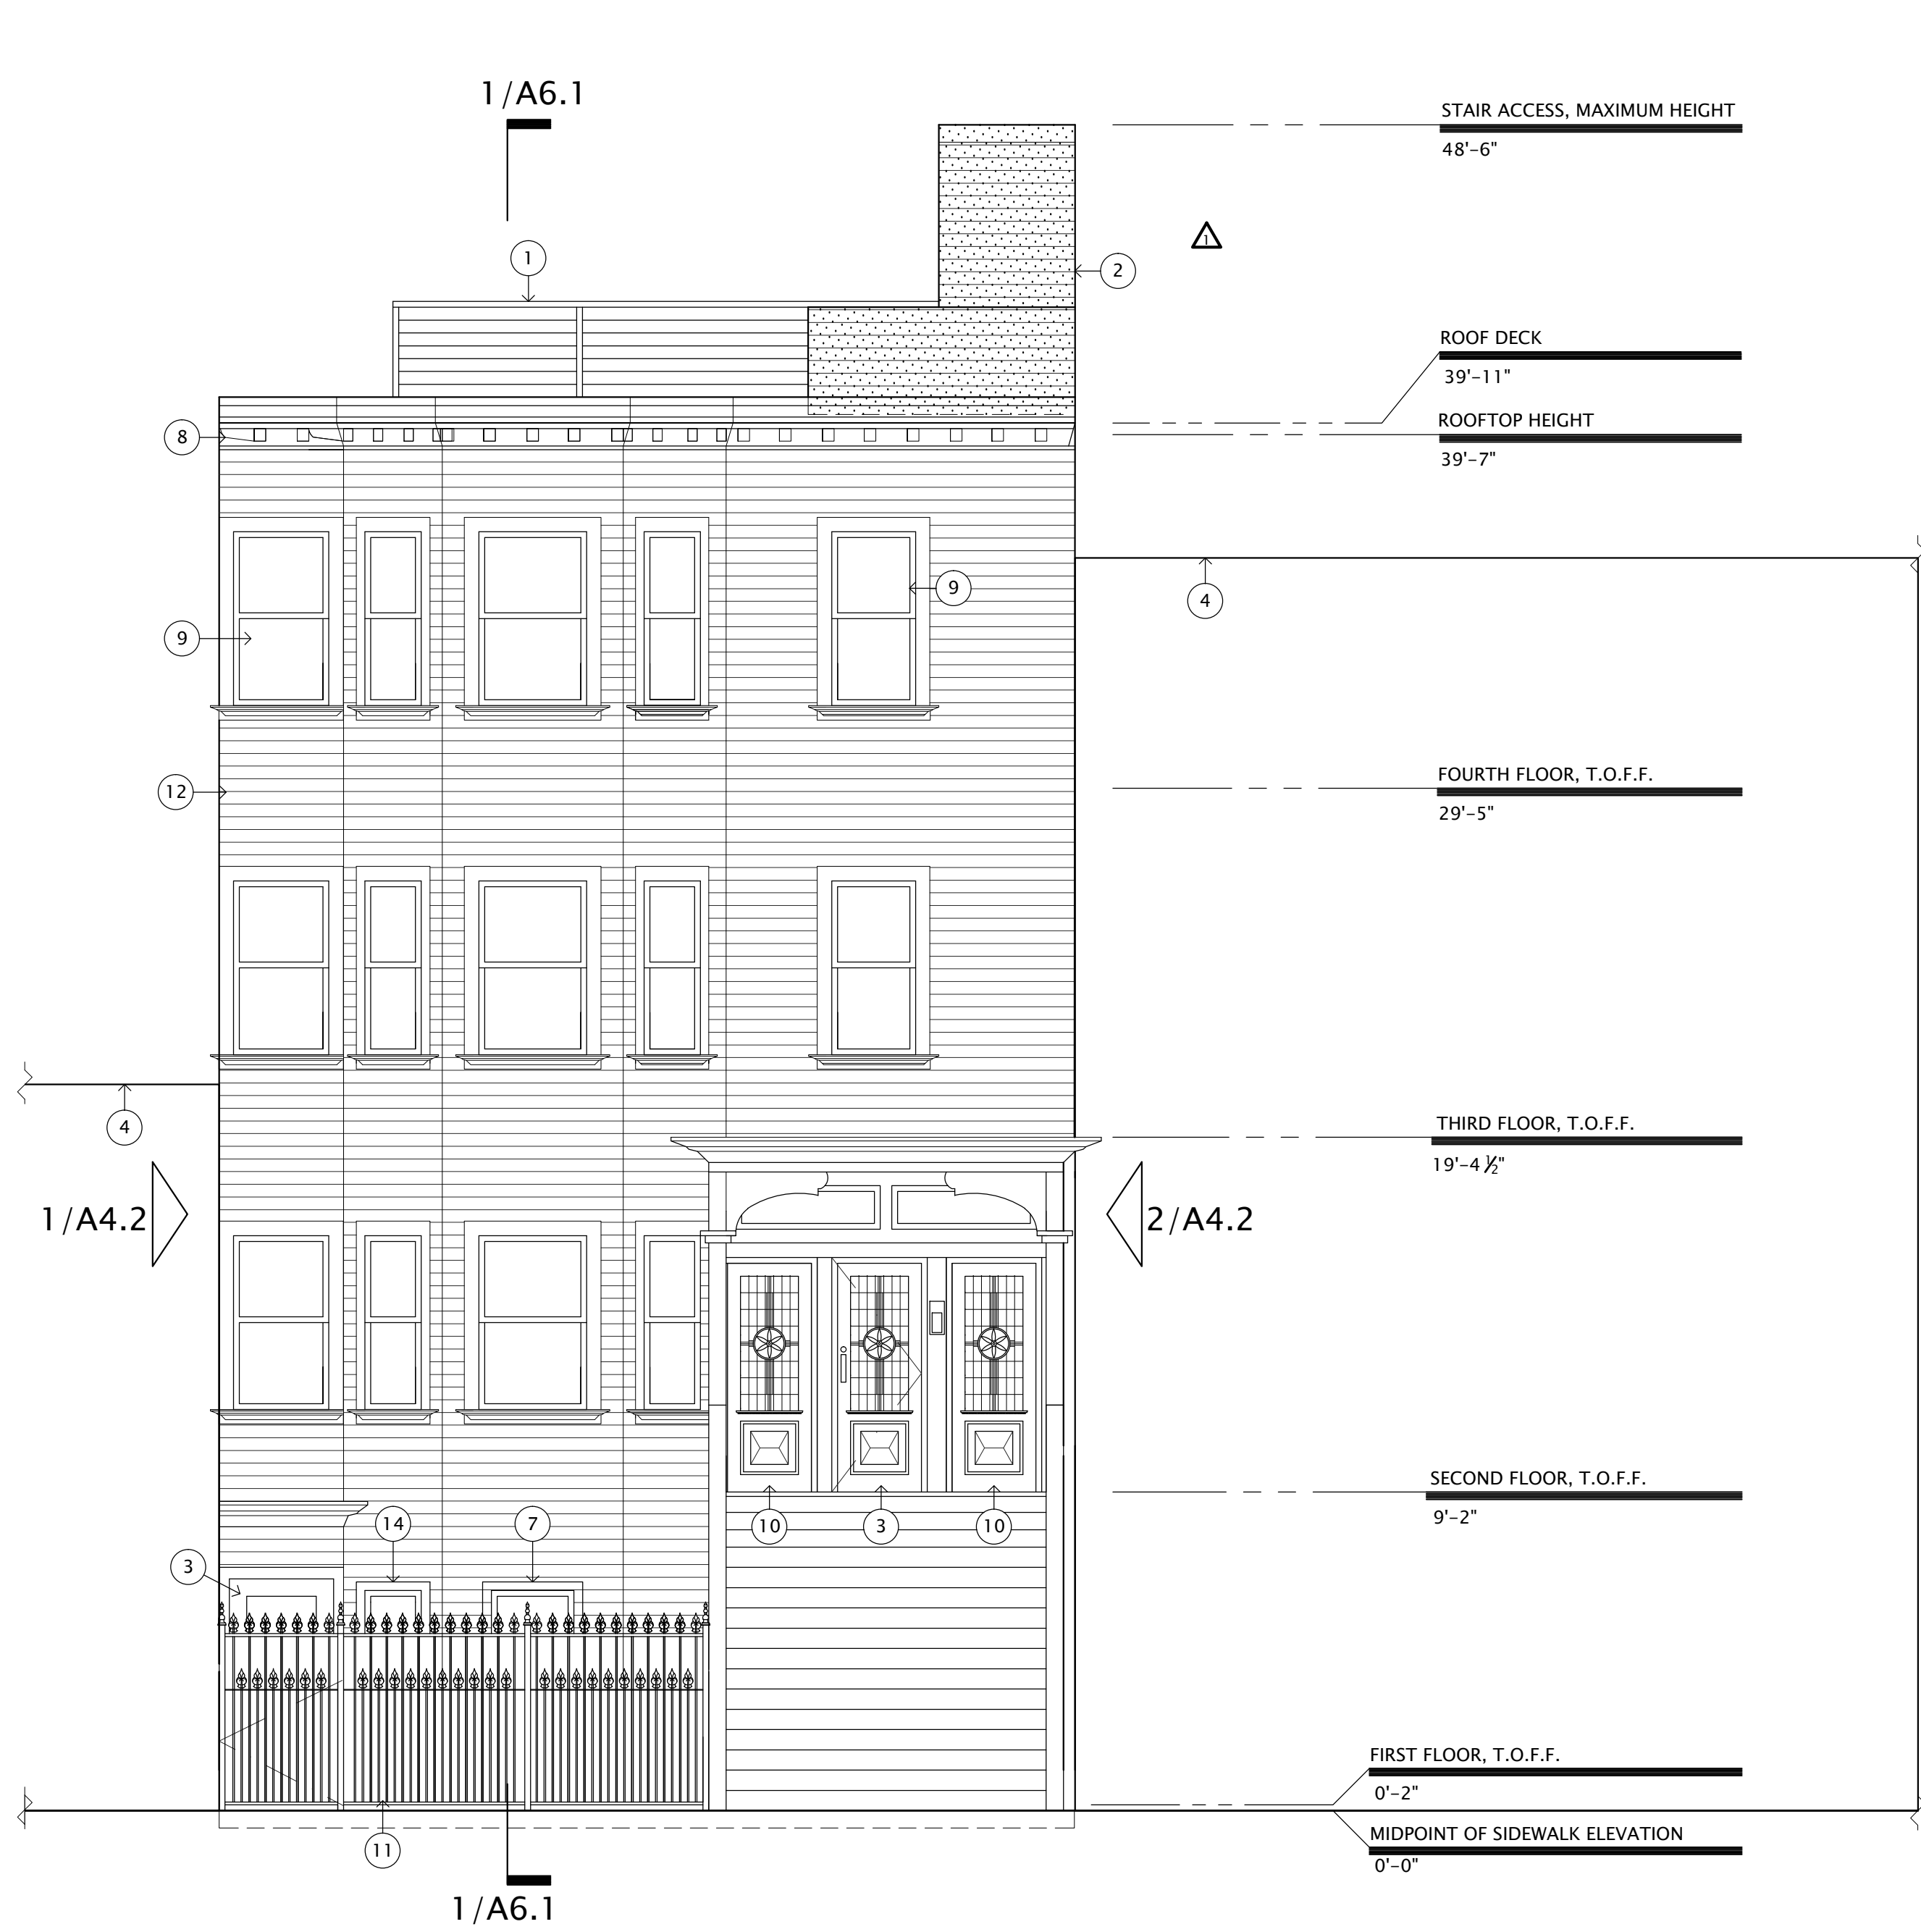 1/A6.1
STAIR ACCESS, MAXIMUM HEIGHT
48'-6"
1
1
2
ROOF DECK
39'-11"
ROOFTOP HEIGHT
39'-7"
8
9
4
9
FOURTH FLOOR, T.O.F.F.
29'-5"
12
4
THIRD FLOOR, T.O.F.F.
19'-4 ½"
1/A4.2
2/A4.2
SECOND FLOOR, T.O.F.F.
9'-2"
14
7
10
3
10
3
FIRST FLOOR, T.O.F.F.
0'-2"
MIDPOINT OF SIDEWALK ELEVATION
0'-0"
11
1/A6.1